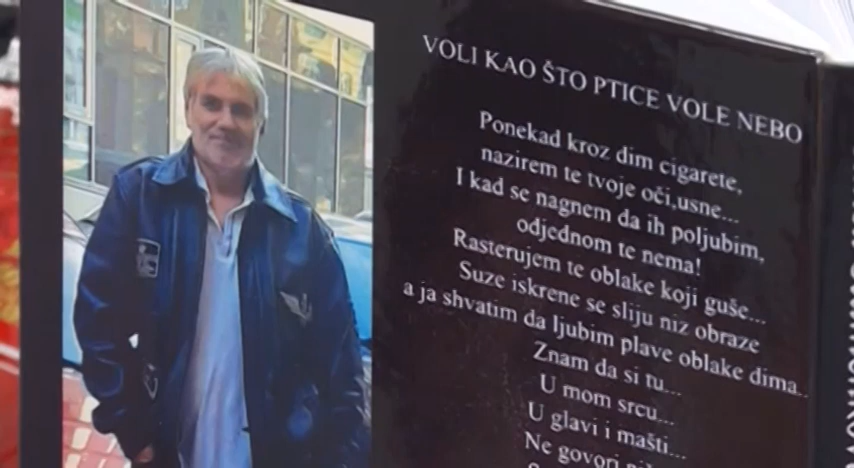 VOLI KAO ŠTO PTICE VOLE NEBO
Ponekad kroz dim cigarete,
nazirem te tvoje oči,usne...
I kad se nagnem da ih poljubim,
odjednom te nema!
Rasterujem te oblake koji guše...
Suze iskrene se sliju niz obraze
a ja shvatim da ljubim plave oblake dima..
Znam da si tu...
U mom srcu...
U glavi i mašti...
Ne govori